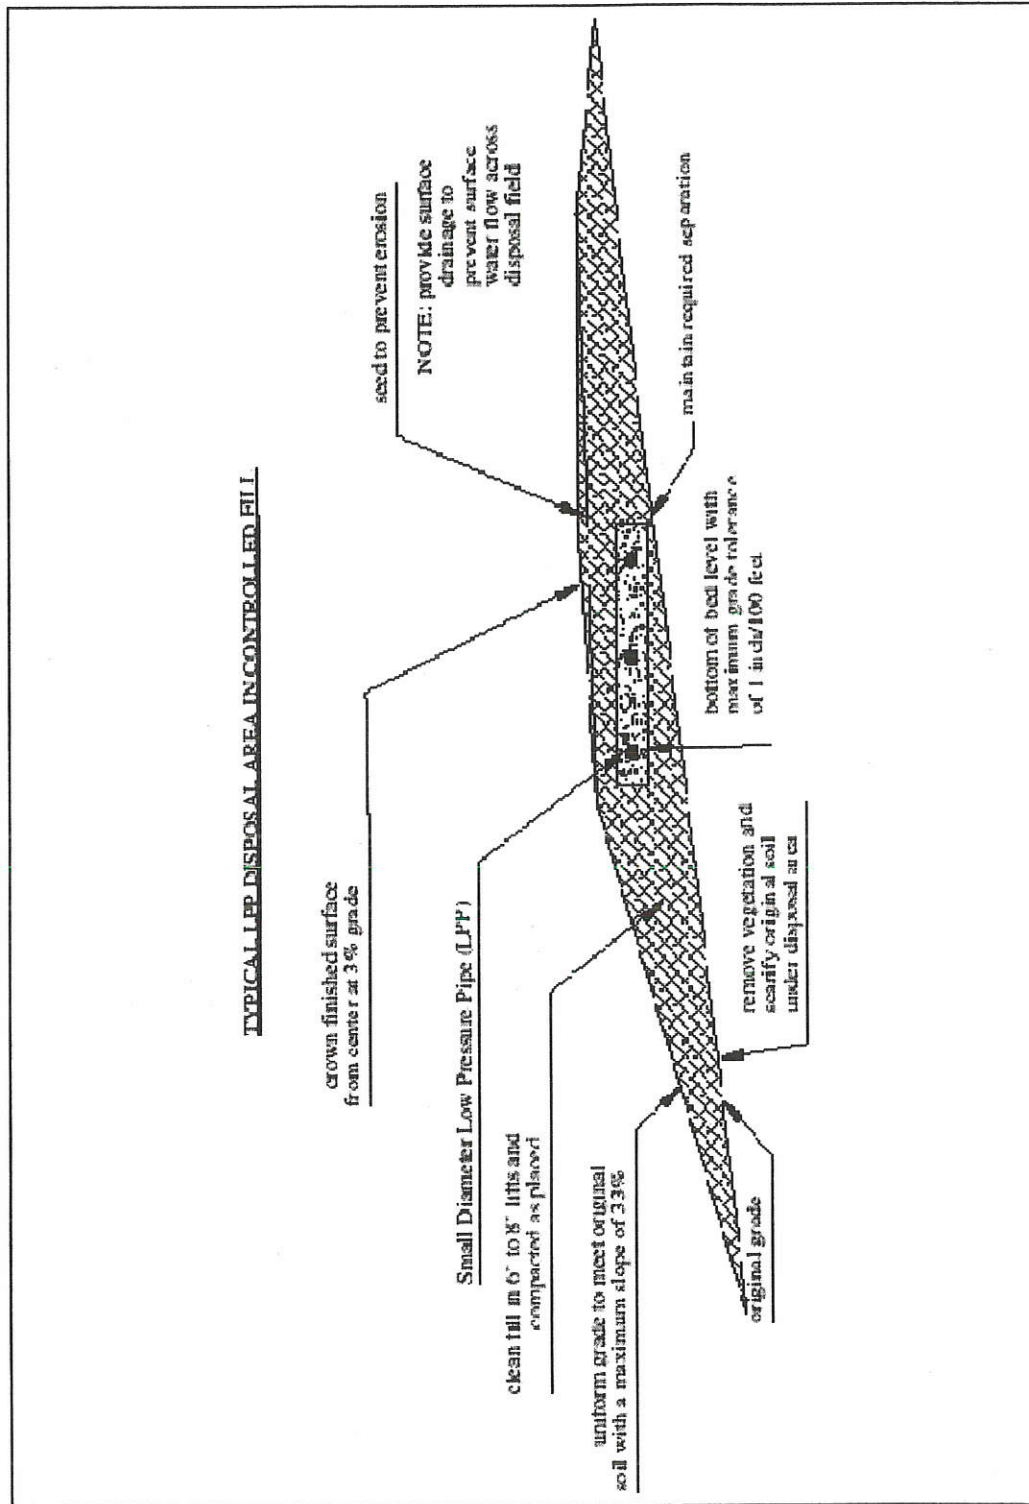 TYPICAL LPP DISPOSAL AREA IN CONTROLLED FILL
crown finished surface
from center at 3% grade
seed to prevent erosion
NOTE: provide surface
drainage to
prevent surface
water flow across
disposal field
Small Diameter Low Pressure Pipe (LPP)
clean fill in 6" to 8" lifts and
compacted as placed
uniform grade to meet original
soil with a maximum slope of 33%
original grade
remove vegetation and
scarify original soil
under disposal area
bottom of bed level with
maximum grade tolerance
of 1 inch/100 feet
maintain required separation